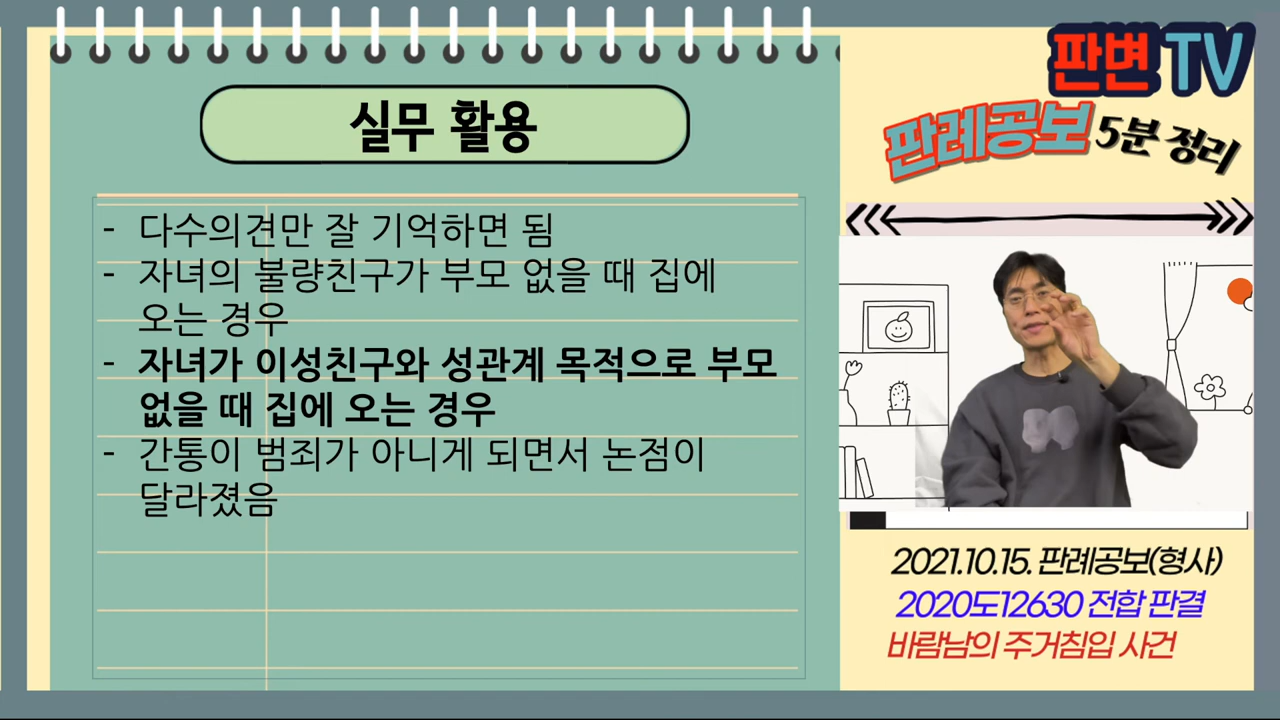 실무 활용
- 다수의견만 잘 기억하면 됨
- 자녀의 불량친구가 부모 없을 때 집에
오는 경우
- 자녀가 이성친구와 성관계 목적으로 부모
없을 때 집에 오는 경우
- 간통이 범죄가 아니게 되면서 논점이
달라졌음
판변 TV
판례공보 5분 정리
2021.10.15. 판례공보(형사)
2020도12630 전합 판결
바람남의 주거침입 사건